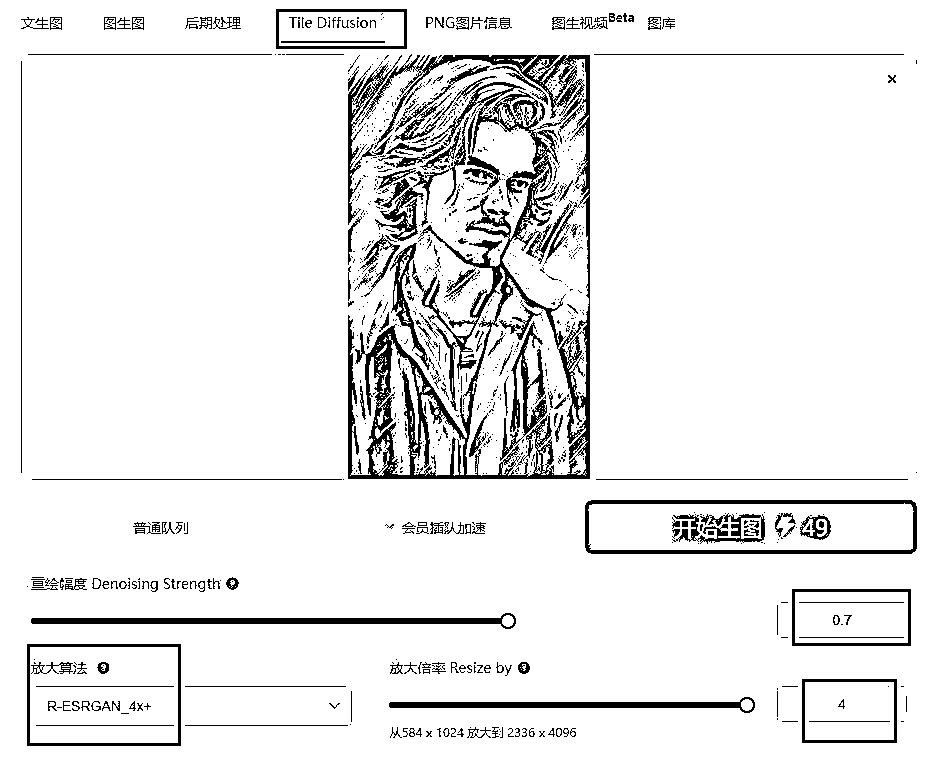 文生图 图生图 后期处理 Tile Diffusion PNG图片信息 图生视频Beta 图库
普通队列 会员插队加速 开始生图 49
重绘幅度 Denoising Strength
0.7
放大算法 放大倍率 Resize by
R-ESRGAN_4x+ 4
从584 x 1024 放大到 2336 x 4096